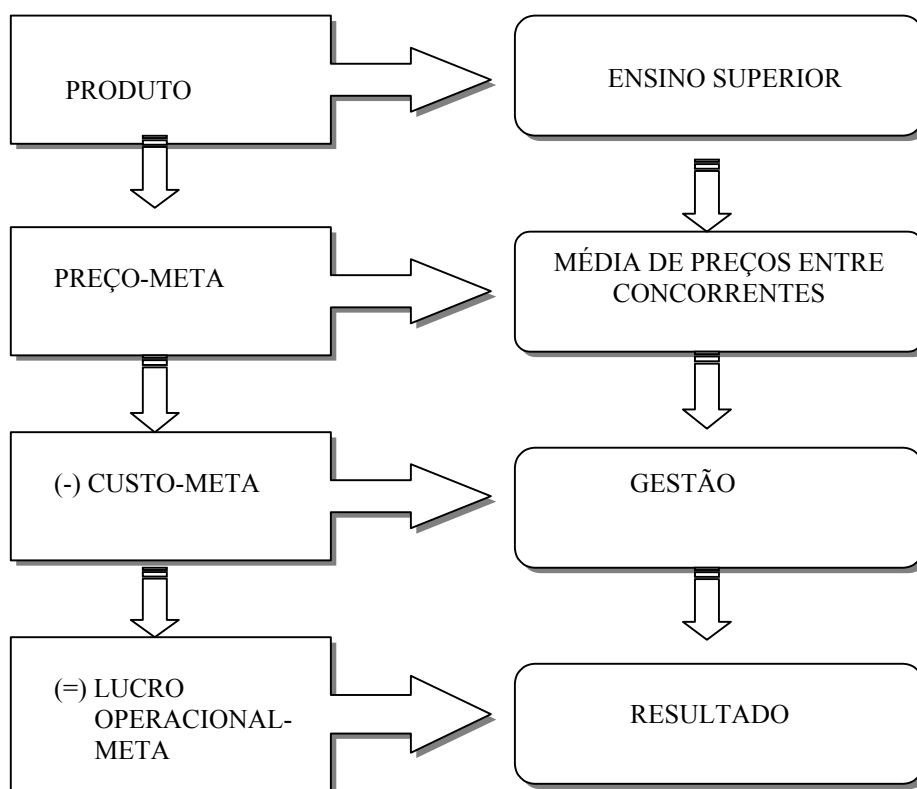 PRODUTO
ENSINO SUPERIOR
PREÇO-META
MÉDIA DE PREÇOS ENTRE
CONCORRENTES
(-) CUSTO-META
GESTÃO
(=) LUCRO
OPERACIONAL-
META
RESULTADO